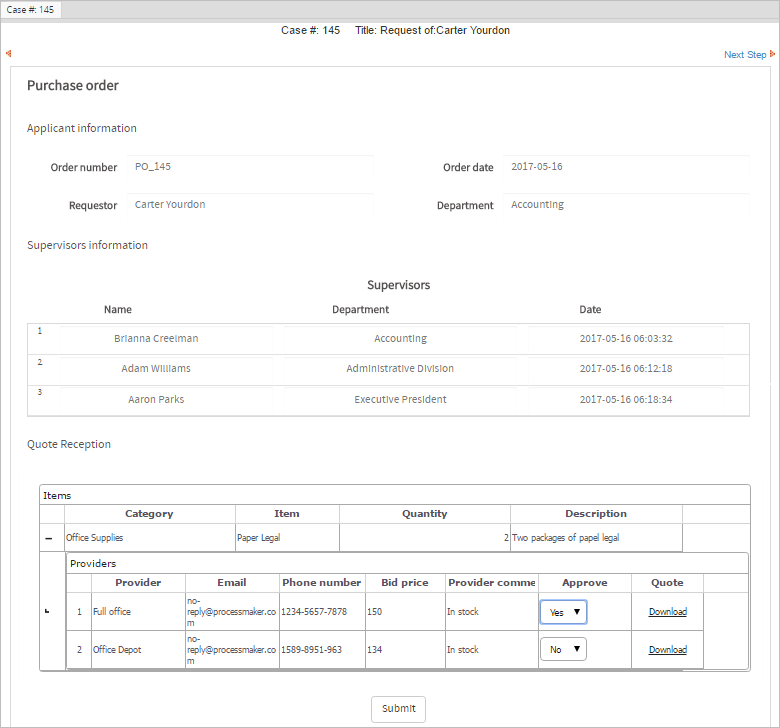 Case #: 145
Case #: 145 Title: Request of:Carter Yourdon
Next Step
Purchase order
Applicant information
Order number PO_145 Order date 2017-05-16
Requestor Carter Yourdon Department Accounting
Supervisors information
Supervisors
Name Department Date
1 Brianna Creelman Accounting 2017-05-16 06:03:32
2 Adam Williams Administrative Division 2017-05-16 06:12:18
3 Aaron Parks Executive President 2017-05-16 06:18:34
Quote Reception
Items
Category Item Quantity Description
Office Supplies Paper Legal 2 Two packages of papel legal
Providers
Provider Email Phone number Bid price Provider comme Approve Quote
1 Full office no-reply@processmaker.com 1234-5657-7878 150 In stock Yes Download
2 Office Depot no-reply@processmaker.com 1589-8951-963 134 In stock No Download
Submit